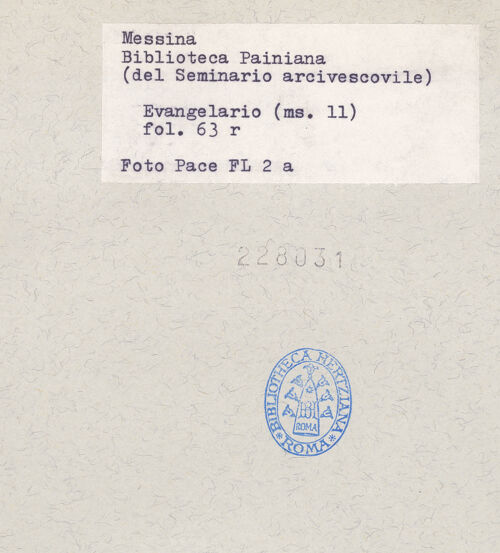 Messina
Biblioteca Painiana
(del Seminario arcivescovile)
Evangelario (ms. 11)
fol. 63 r
Foto Pace FL 2 a
228031
BIBLIOTHECA HERTZIANA
ROMA
ROMA